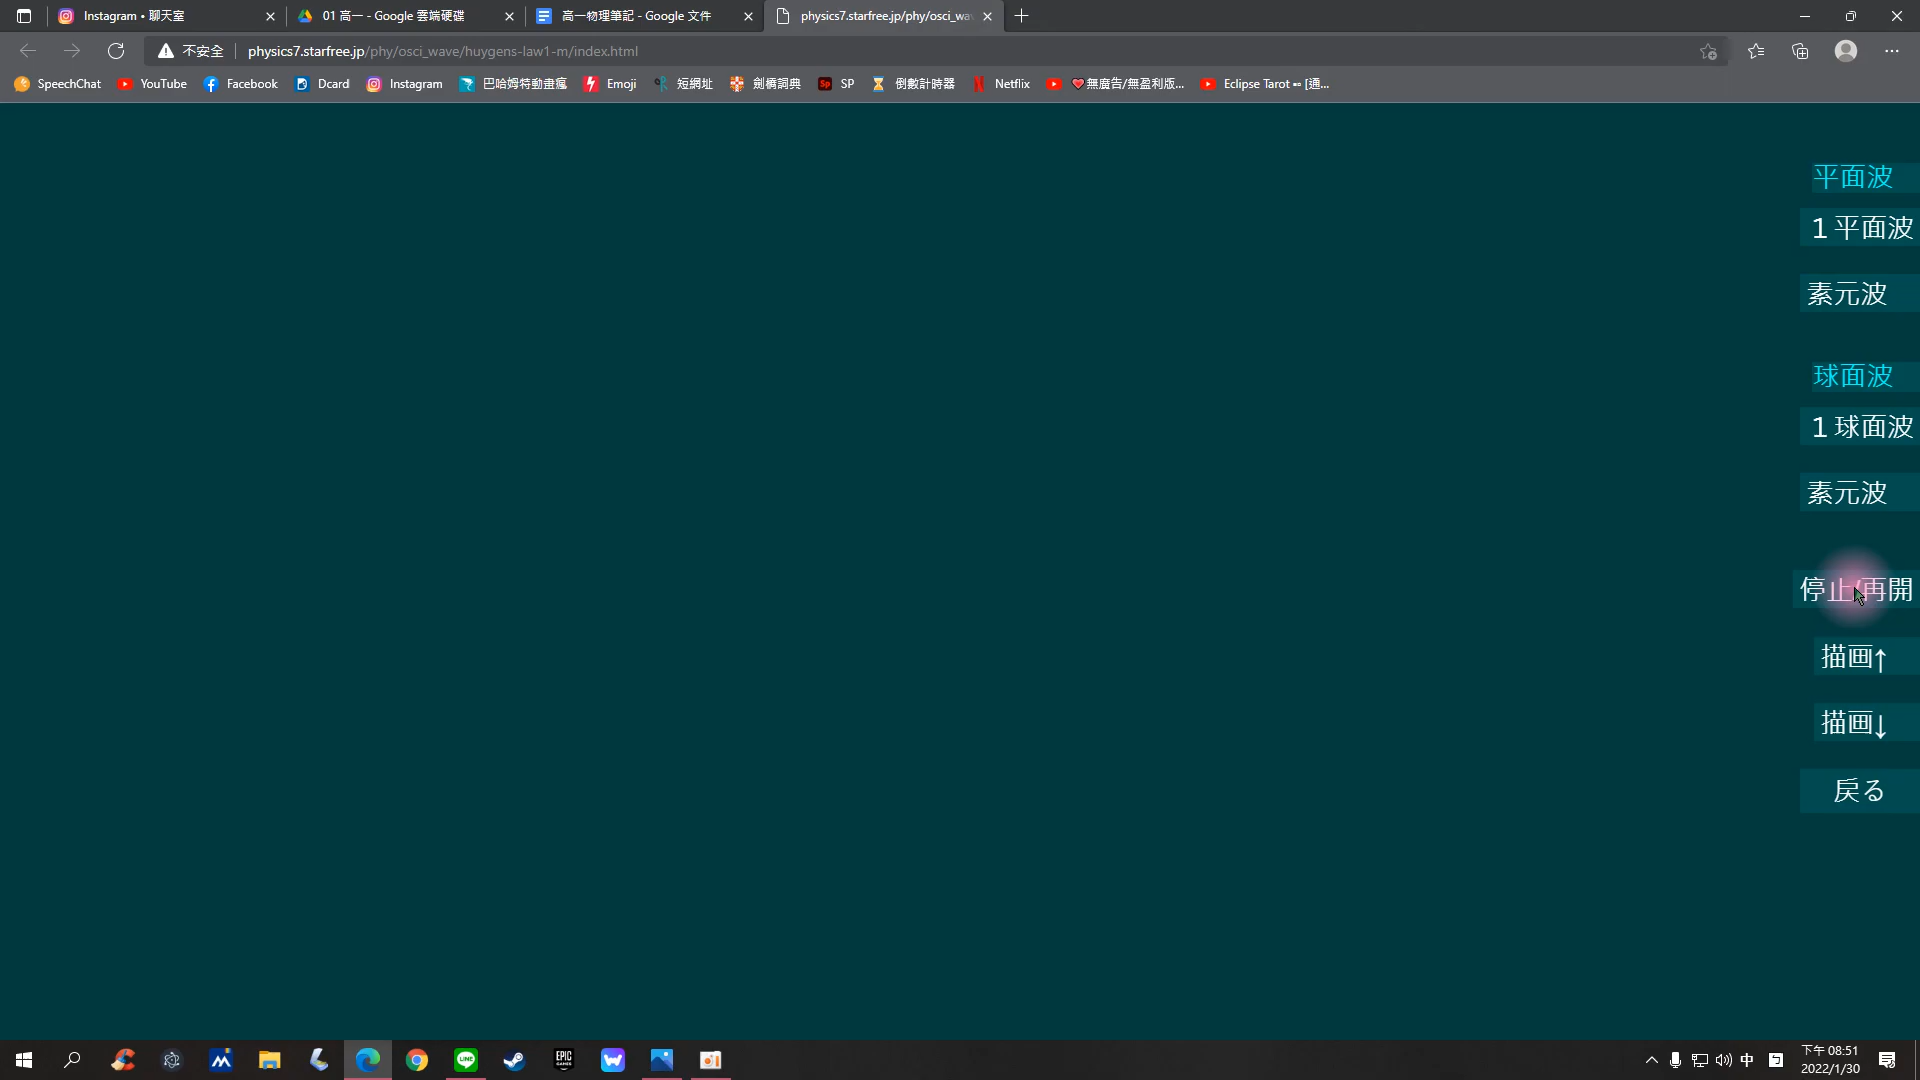 Instagram • 聊天室
01 高一 - Google 雲端硬碟
高一物理筆記 - Google 文件
physics7.starfree.jp/phy/osci_wav
不安全
physics7.starfree.jp/phy/osci_wave/huygens-law1-m/index.html
SpeechChat
YouTube
Facebook
Dcard
Instagram
巴哈姆特動畫瘋
Emoji
短網址
劍橋詞典
SP
倒數計時器
Netflix
❤無廣告/無盈利版...
Eclipse Tarot ▪▫ [通...
平面波
1平面波
素元波
球面波
1球面波
素元波
停止/再開
描画↑
描画↓
戻る
EPIC GAMES
中
下午 08:51
2022/1/30